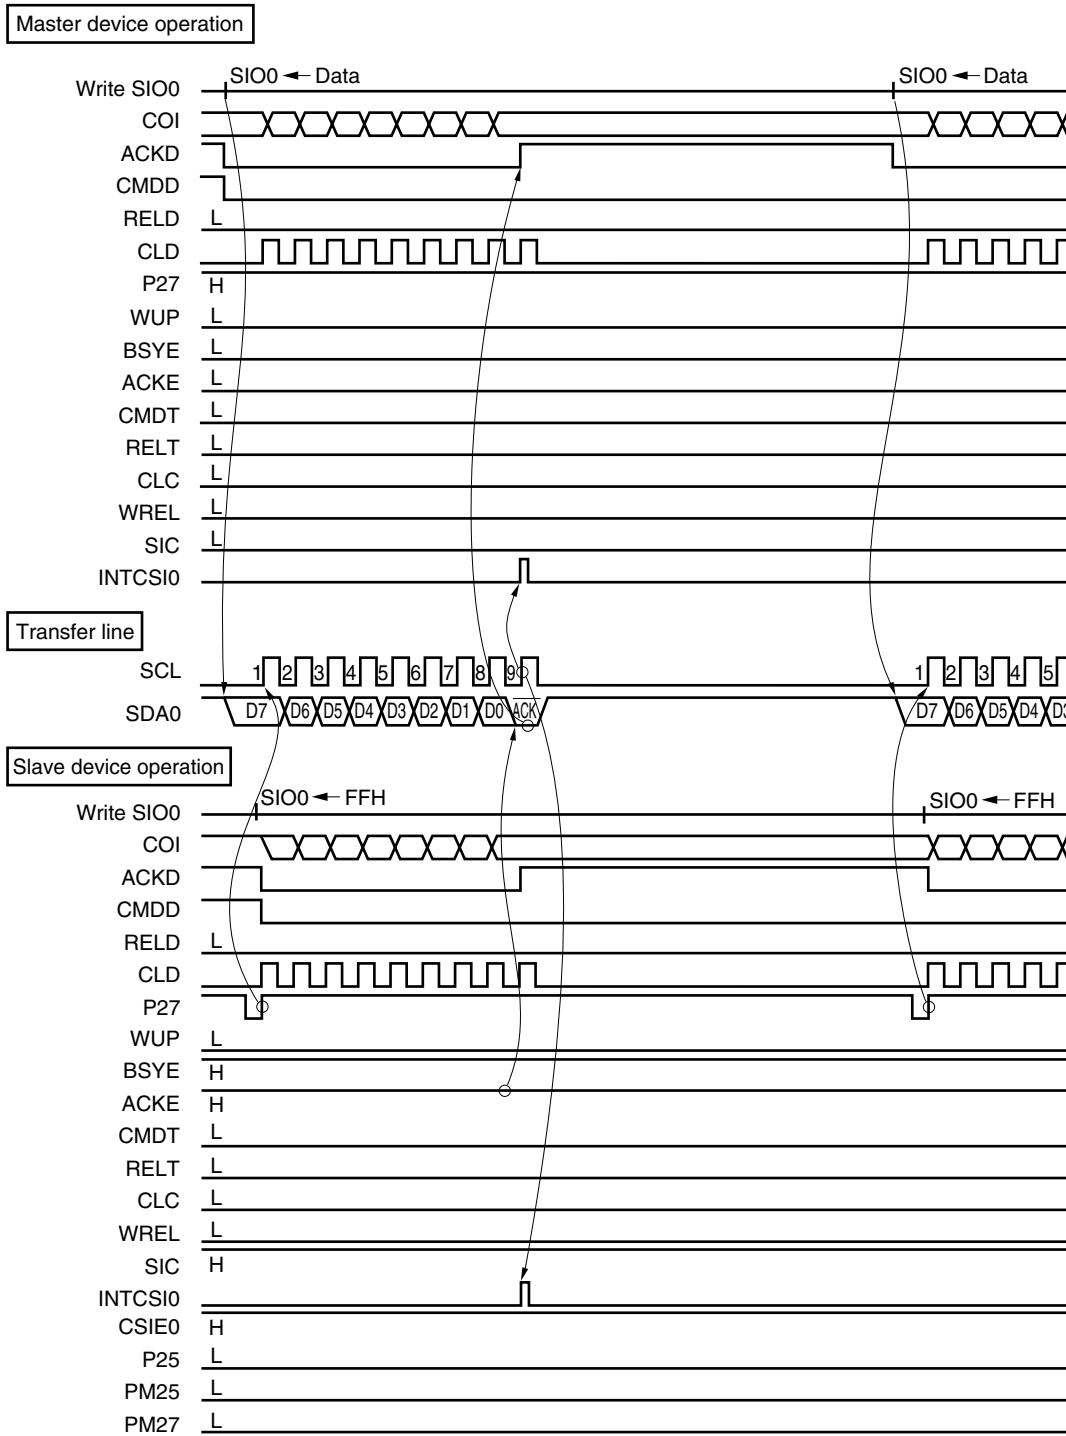 Master device operation
SIO0 ← Data SIO0 ← Data
Write SIO0
COI
ACKD
CMDD
RELD L
CLD
P27 H
WUP L
BSYE L
ACKE L
CMDT L
RELT L
CLC L
WREL L
SIC L
INTCSI0
Transfer line
SCL 1 2 3 4 5 6 7 8 9 1 2 3 4 5
SDA0 D7 D6 D5 D4 D3 D2 D1 D0 ACK D7 D6 D5 D4 D3
Slave device operation
SIO0 ← FFH SIO0 ← FFH
Write SIO0
COI
ACKD
CMDD
RELD L
CLD
P27
WUP L
BSYE H
ACKE H
CMDT L
RELT L
CLC L
WREL L
SIC H
INTCSI0
CSIE0 H
P25 L
PM25 L
PM27 L